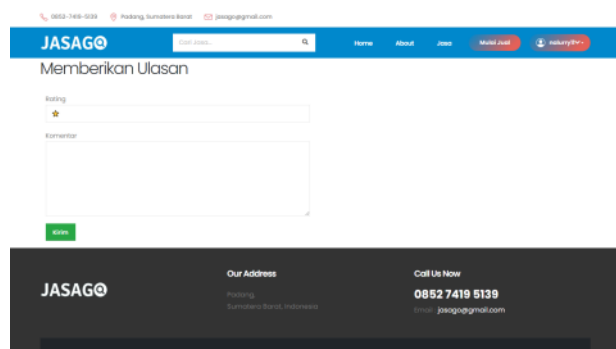 0852-7419-5139 Padang, Sumatera Barat jasago@gmail.com
JASAGO Cari Jasa... Home About Jasa Mulai Jual
Memberikan Ulasan
Rating
Komentar
Kirim
Our Address Call Us Now
JASAGO
Padang, 0852 7419 5139
Sumatera Barat, Indonesia Email: jasago@gmail.com